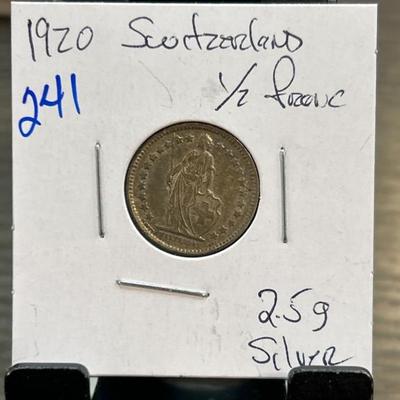 1920 Switzerland
241
1/2 franc
2.5g
Silver